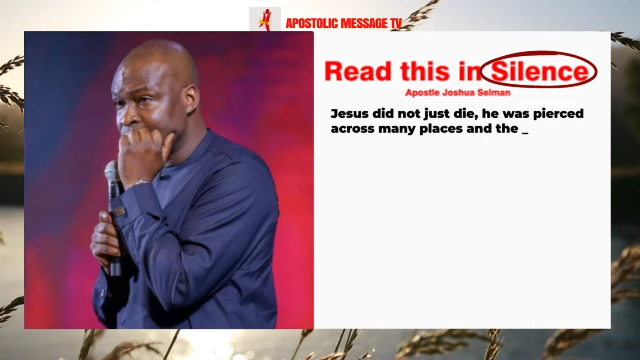 APOSTOLIC MESSAGE TV
Read this in Silence
Apostle Joshua Selman
Jesus did not just die, he was pierced
across many places and the _